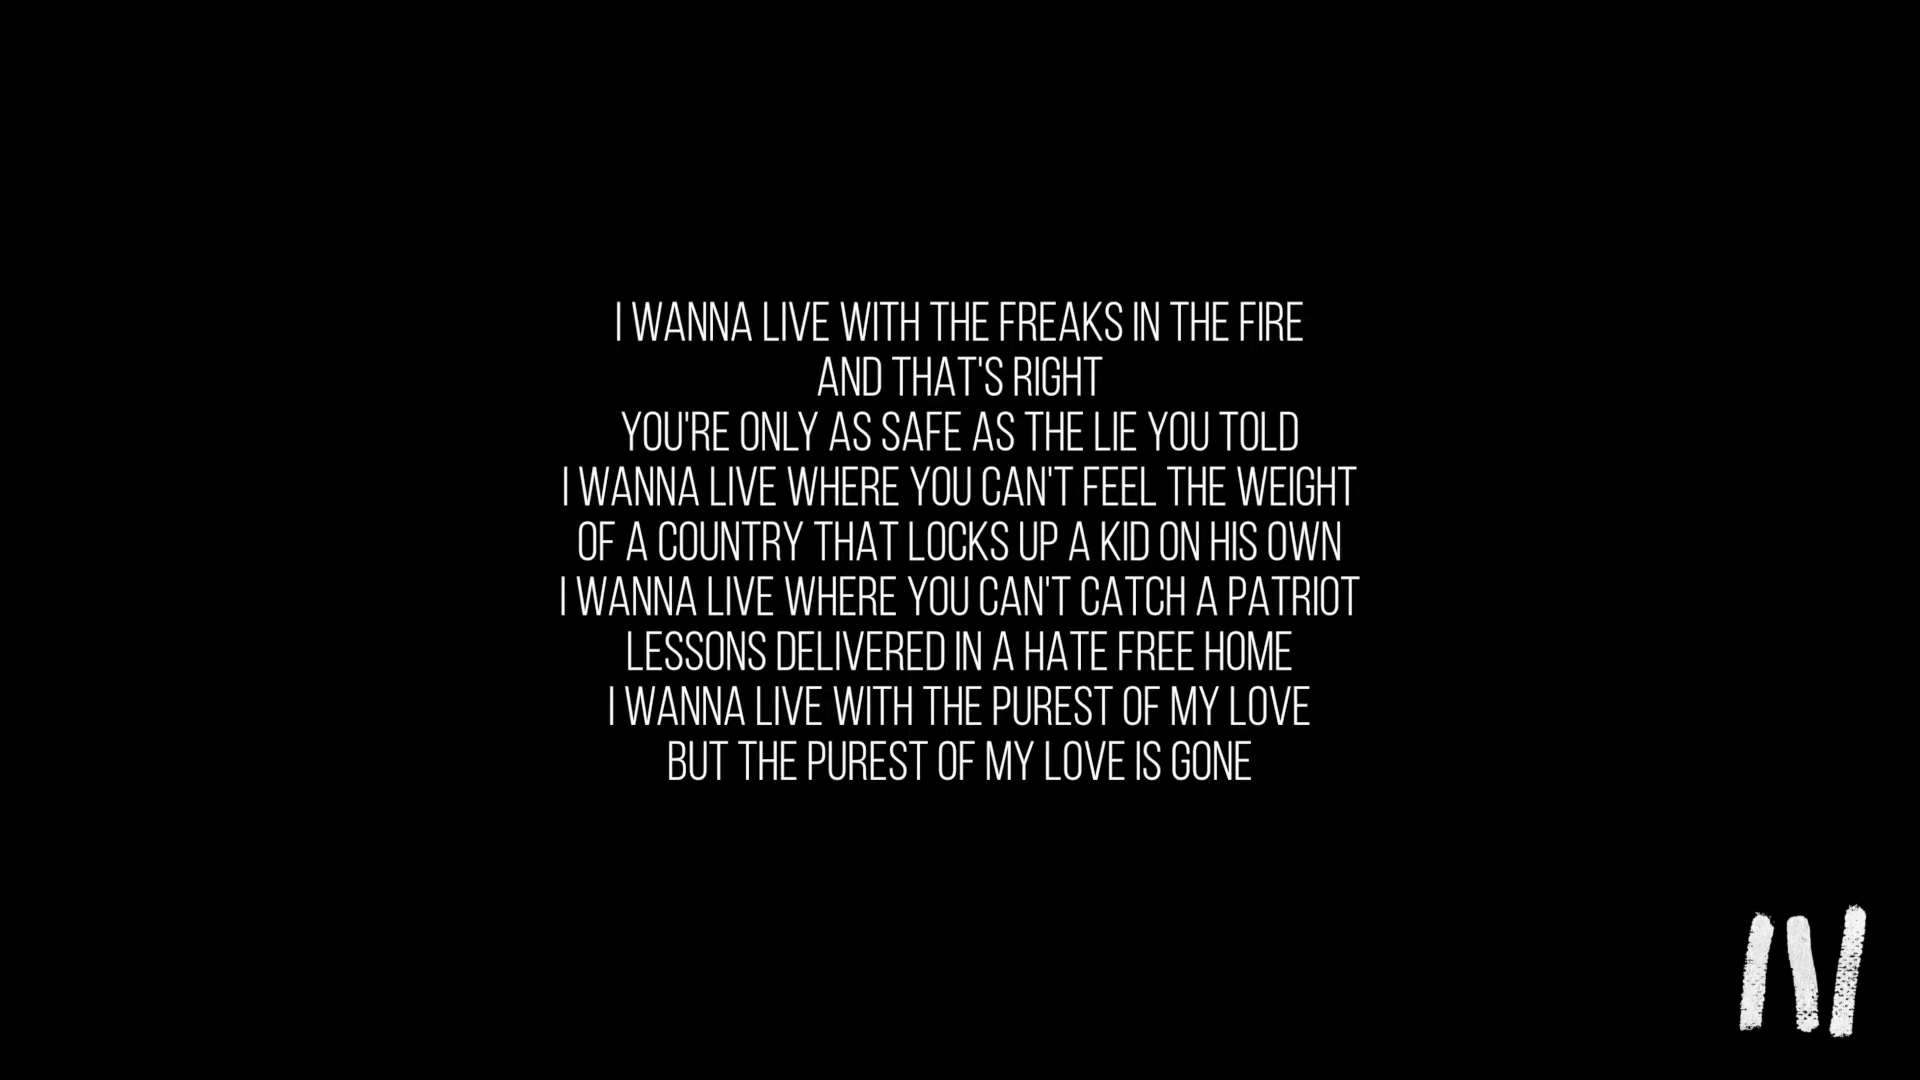 I WANNA LIVE WITH THE FREAKS IN THE FIRE
AND THAT'S RIGHT
YOU'RE ONLY AS SAFE AS THE LIE YOU TOLD
I WANNA LIVE WHERE YOU CAN'T FEEL THE WEIGHT
OF A COUNTRY THAT LOCKS UP A KID ON HIS OWN
I WANNA LIVE WHERE YOU CAN'T CATCH A PATRIOT
LESSONS DELIVERED IN A HATE FREE HOME
I WANNA LIVE WITH THE PUREST OF MY LOVE
BUT THE PUREST OF MY LOVE IS GONE